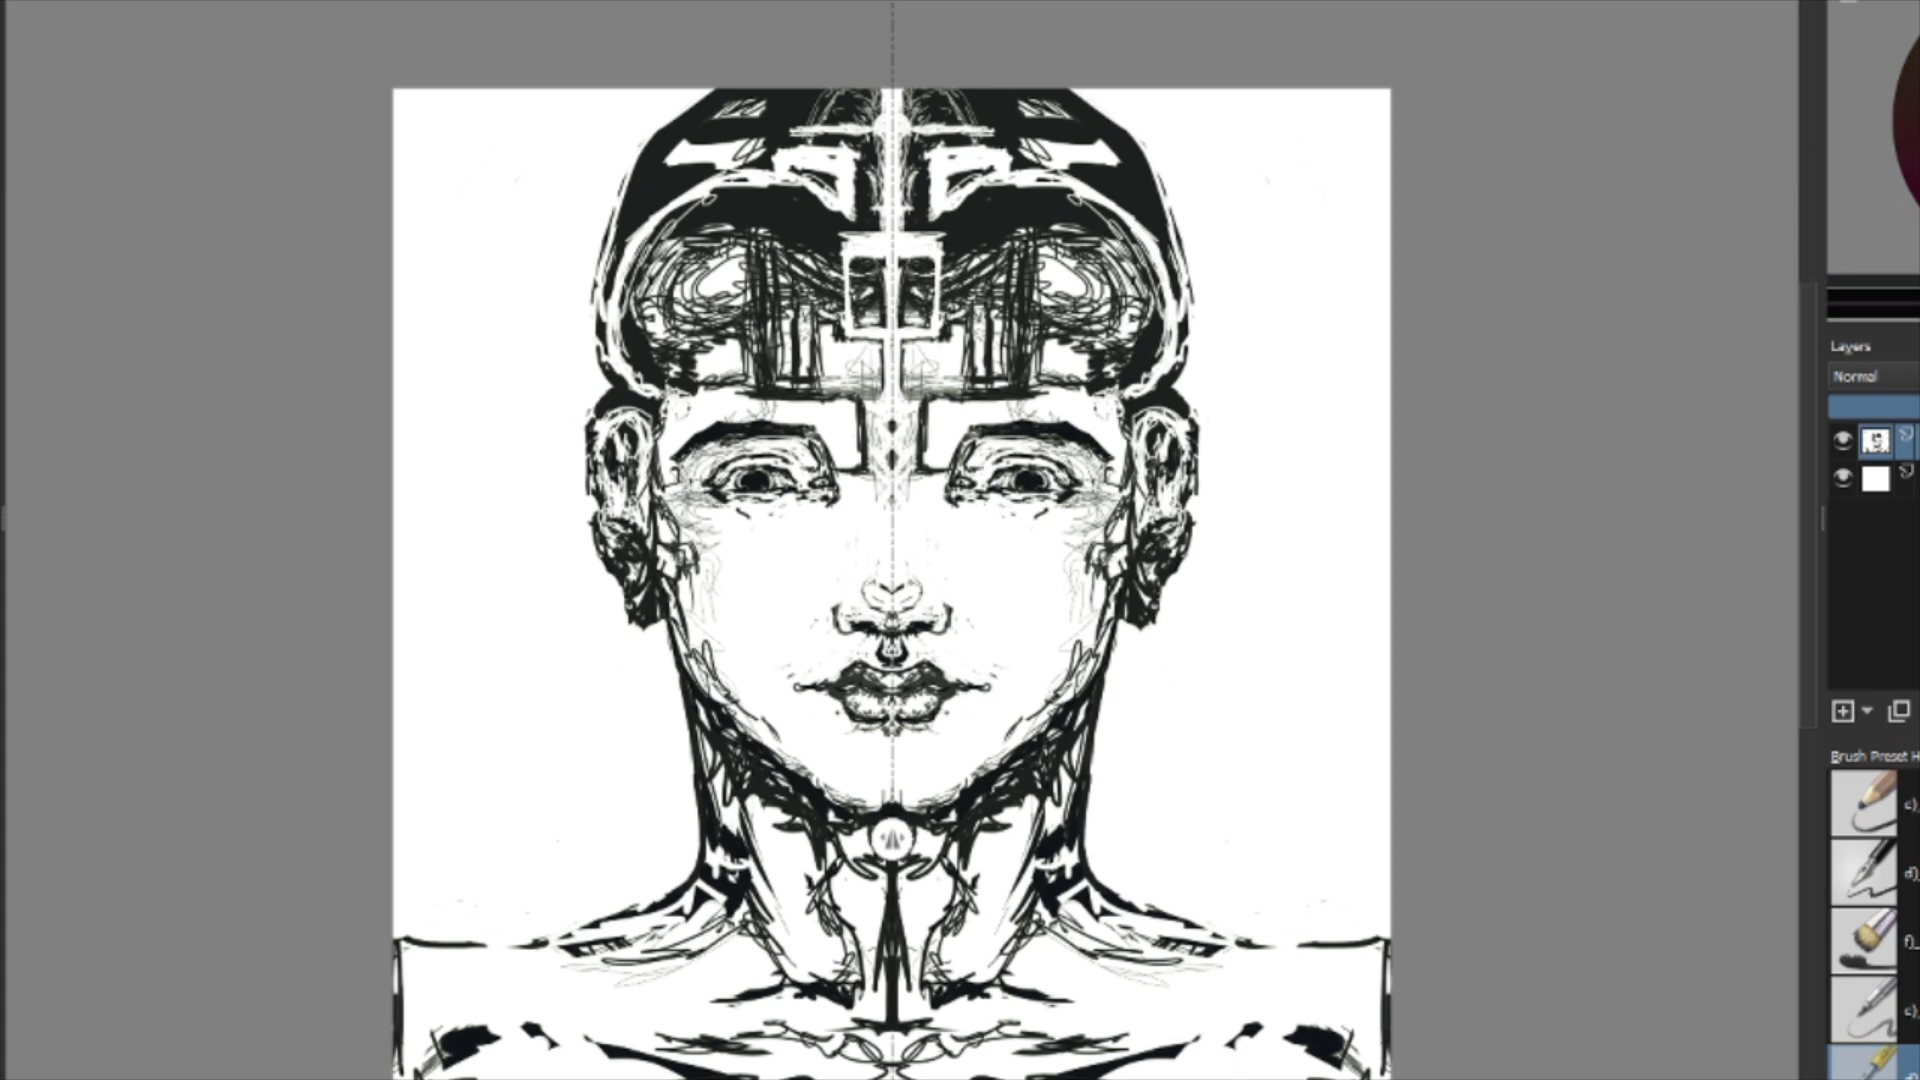 Layers
Normal
Brush Preset H
c)
d)
f)_
c)